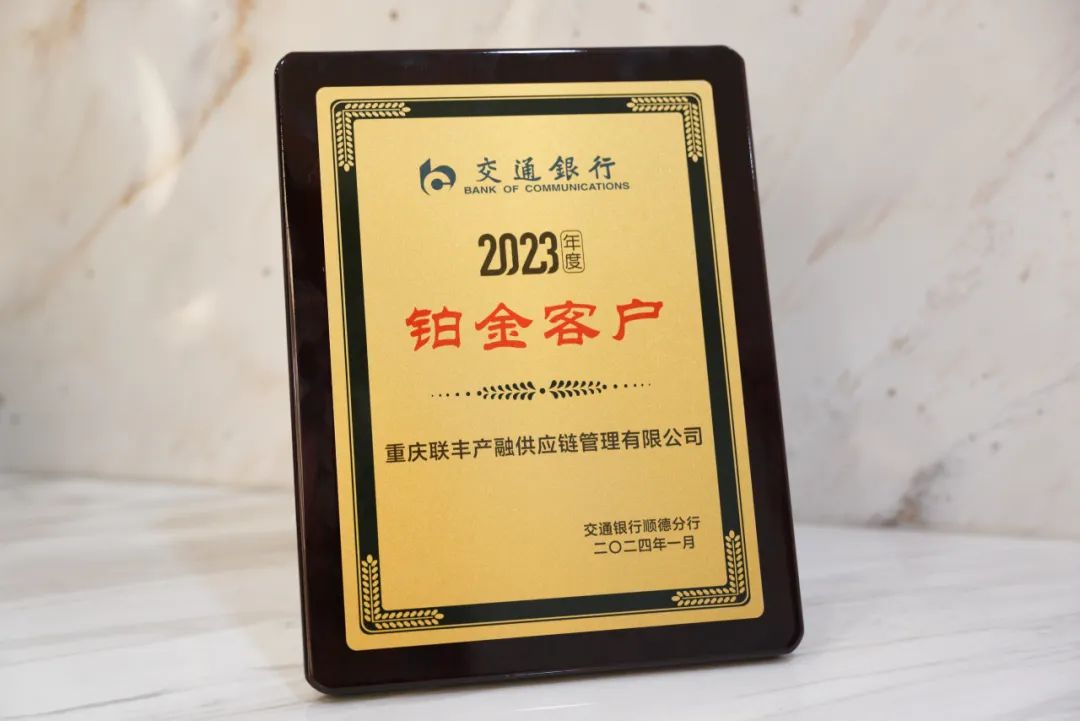 交通銀行
BANK OF COMMUNICATIONS
2023年度
铂金客户
重庆联丰产融供应链管理有限公司
交通银行顺德分行
二〇二四年一月